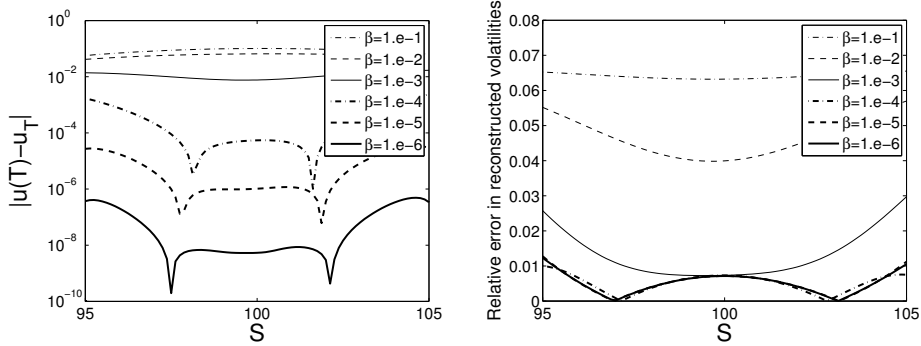 |u(T)−u_T|
10^0
10^−2
10^−4
10^−6
10^−8
10^−10
β=1.e−1
β=1.e−2
β=1.e−3
β=1.e−4
β=1.e−5
β=1.e−6
95
100
105
S
Relative error in reconstructed volatilities
0.08
0.07
0.06
0.05
0.04
0.03
0.02
0.01
0
β=1.e−1
β=1.e−2
β=1.e−3
β=1.e−4
β=1.e−5
β=1.e−6
95
100
105
S